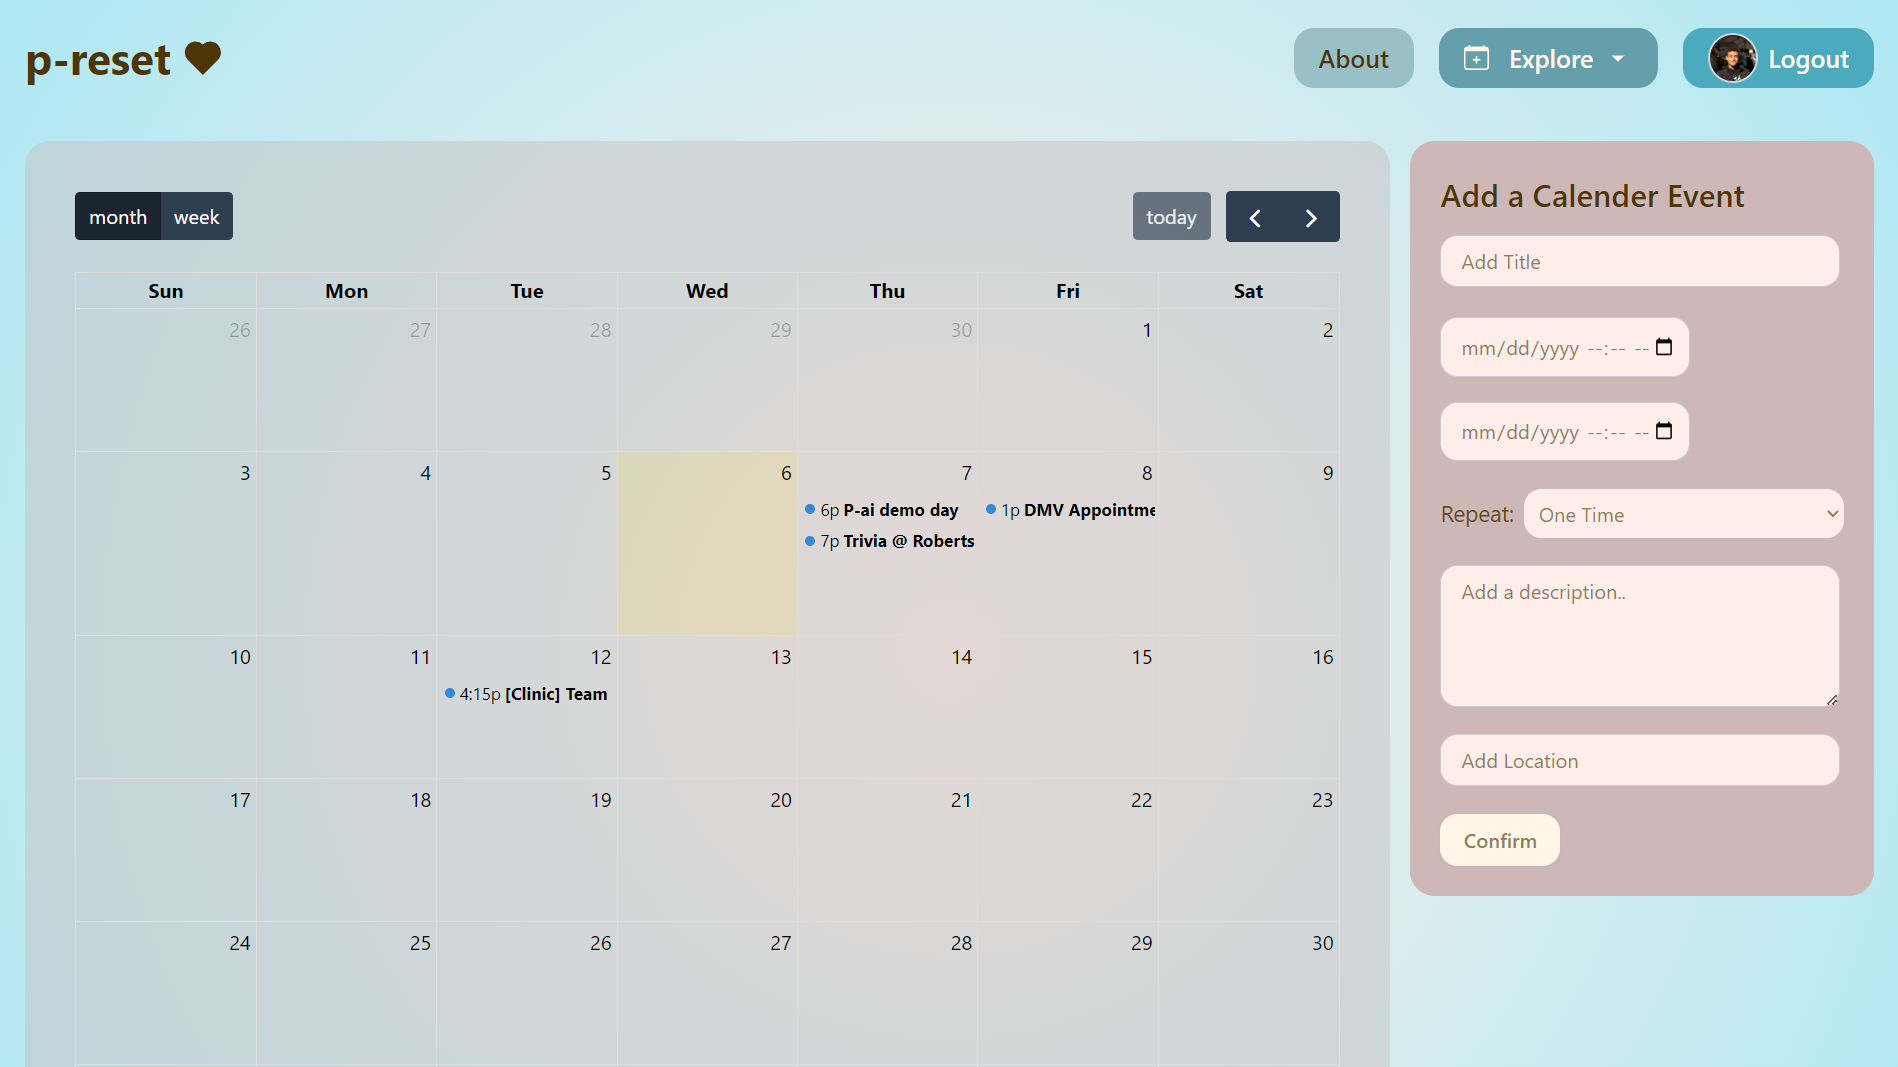 p-reset
About
Explore
Logout
month week
today
Sun Mon Tue Wed Thu Fri Sat
26 27 28 29 30 1 2
3 4 5 6 7 8 9
6p P-ai demo day
1p DMV Appointme
7p Trivia @ Roberts
10 11 12 13 14 15 16
4:15p [Clinic] Team
17 18 19 20 21 22 23
24 25 26 27 28 29 30
Add a Calender Event
Add Title
mm/dd/yyyy --:-- --
mm/dd/yyyy --:-- --
Repeat: One Time
Add a description..
Add Location
Confirm